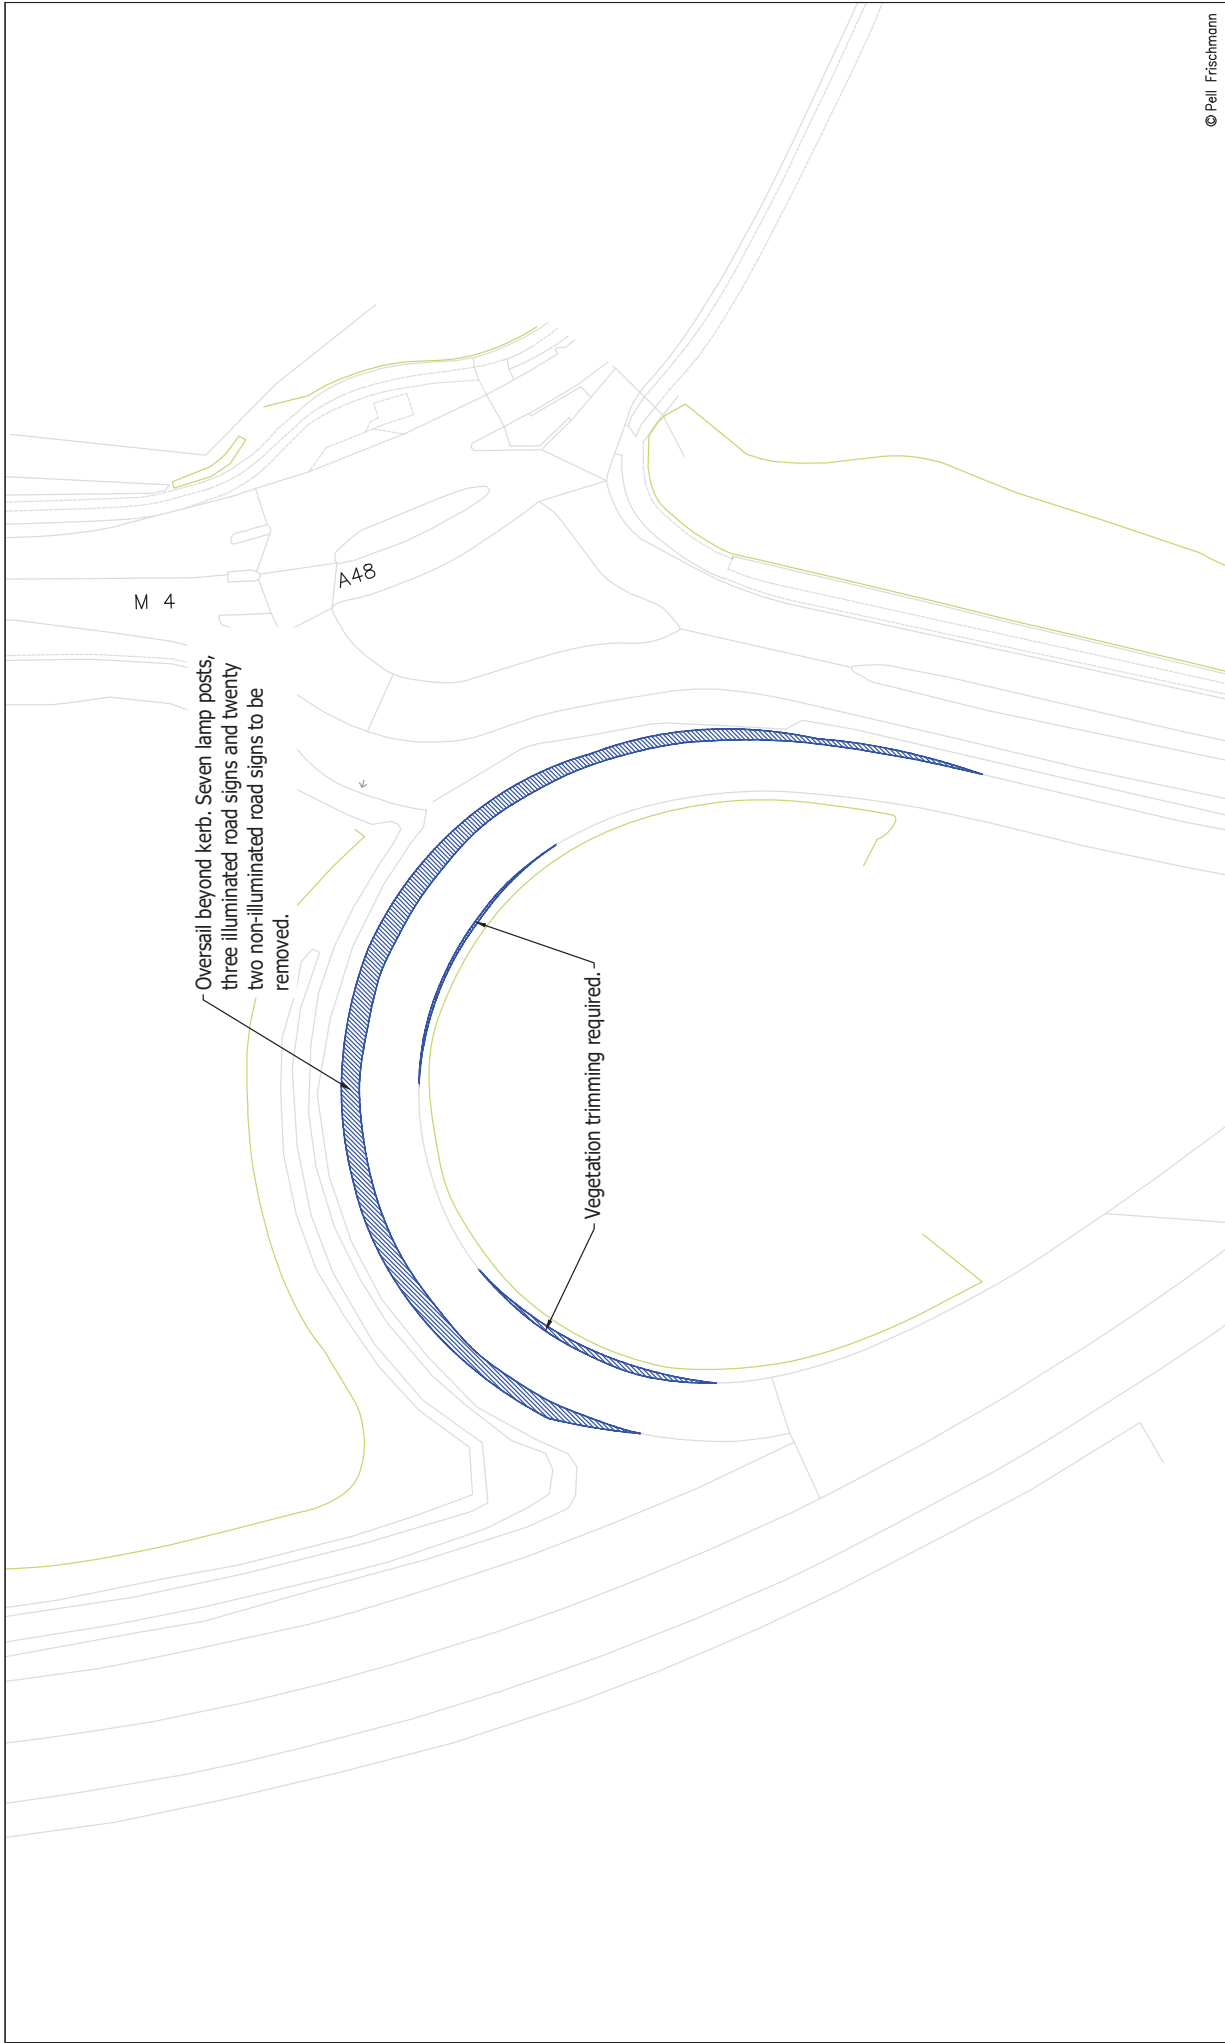 Oversail beyond kerb. Seven lamp posts,
three illuminated road signs and twenty
two non-illuminated road signs to be
removed.
M 4
A48
Vegetation trimming required.
© Pell Frischmann